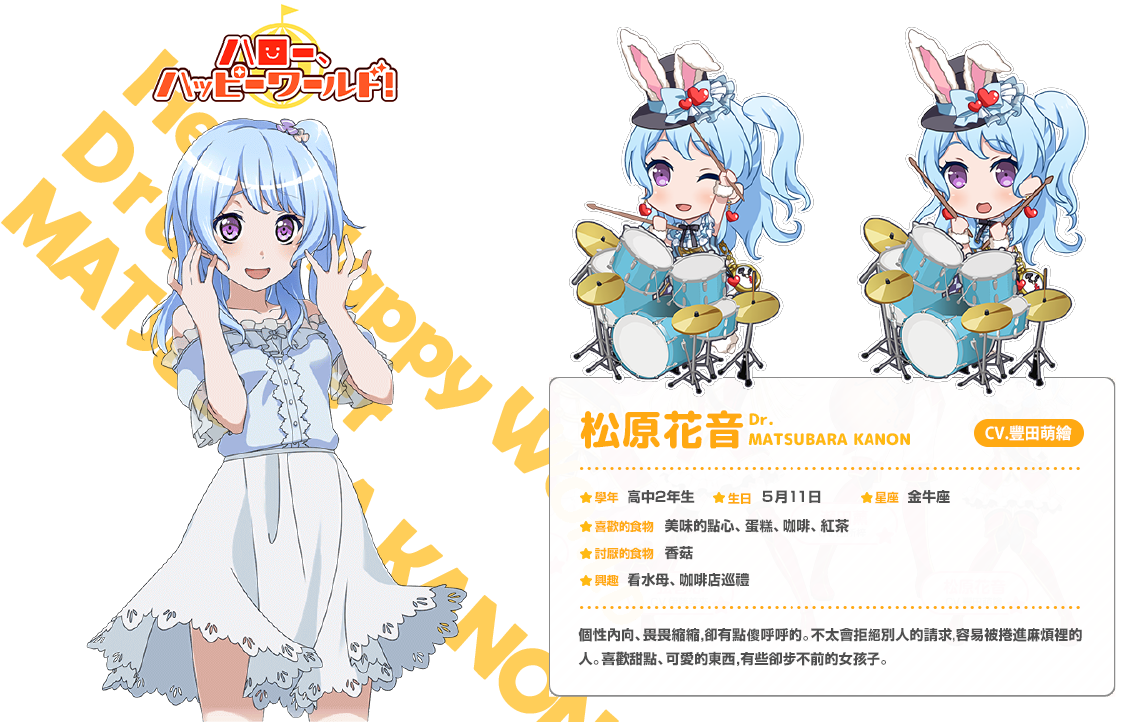 ハロー、
ハッピーワールド!
松原花音 Dr.
MATSUBARA KANON
CV.豐田萌繪
★學年 高中2年生 ★生日 5月11日 ★星座 金牛座
★喜歡的食物 美味的點心、蛋糕、咖啡、紅茶
★討厭的食物 香菇
★興趣 看水母、咖啡店巡禮
個性內向、畏畏縮縮,卻有點傻呼呼的。不太會拒絕別人的請求,容易被捲進麻煩裡的
人。喜歡甜點、可愛的東西,有些卻步不前的女孩子。